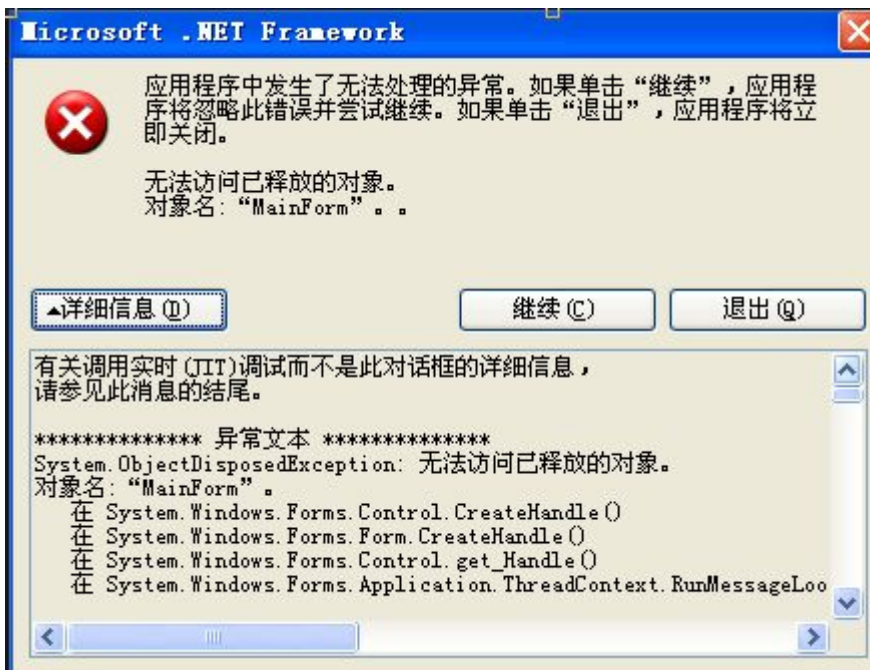 Microsoft .NET Framework
应用程序中发生了无法处理的异常。如果单击“继续”，应用程
序将忽略此错误并尝试继续。如果单击“退出”，应用程序将立
即关闭。
无法访问已释放的对象。
对象名:“MainForm”。。
▲详细信息(D)
继续(C)
退出(Q)
有关调用实时(JIT)调试而不是此对话框的详细信息，
请参见此消息的结尾。
************** 异常文本 **************
System.ObjectDisposedException: 无法访问已释放的对象。
对象名:“MainForm”。
在 System.Windows.Forms.Control.CreateHandle()
在 System.Windows.Forms.Form.CreateHandle()
在 System.Windows.Forms.Control.get_Handle()
在 System.Windows.Forms.Application.ThreadContext.RunMessageLoo